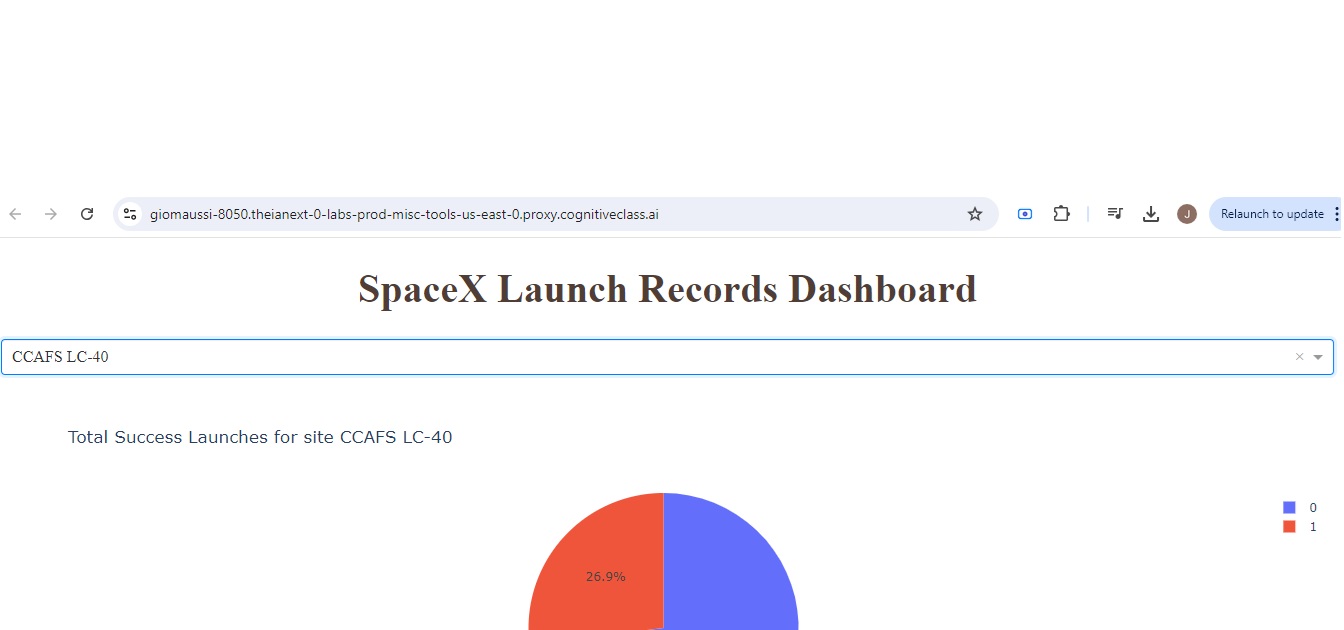 giomaussi-8050.theianext-0-labs-prod-misc-tools-us-east-0.proxy.cognitiveclass.ai
J
Relaunch to update
SpaceX Launch Records Dashboard
CCAFS LC-40
Total Success Launches for site CCAFS LC-40
0
1
26.9%